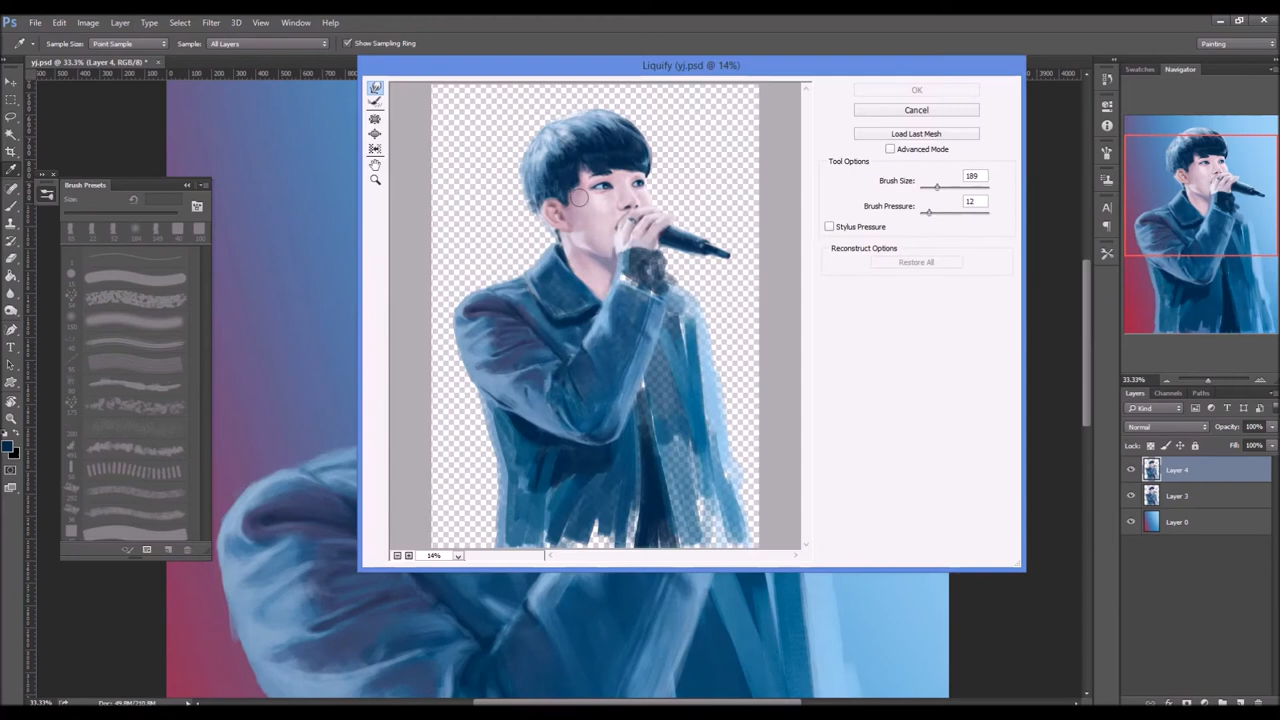 Ps File Edit Image Layer Type Select Filter 3D View Window Help
Sample Size: Point Sample Sample: All Layers Show Sampling Ring Painting
yj.psd @ 33.3% (Layer 4, RGB/8) *
Liquify (yj.psd @ 14%)
OK
Cancel
Load Last Mesh
Advanced Mode
Tool Options
Brush Size: 189
Brush Pressure: 12
Stylus Pressure
Reconstruct Options
Restore All
14%
Brush Presets
Size:
Swatches Navigator
33.33%
Layers Channels Paths
Kind
Normal Opacity: 100%
Lock: Fill: 100%
Layer 4
Layer 3
Layer 0
33.33%